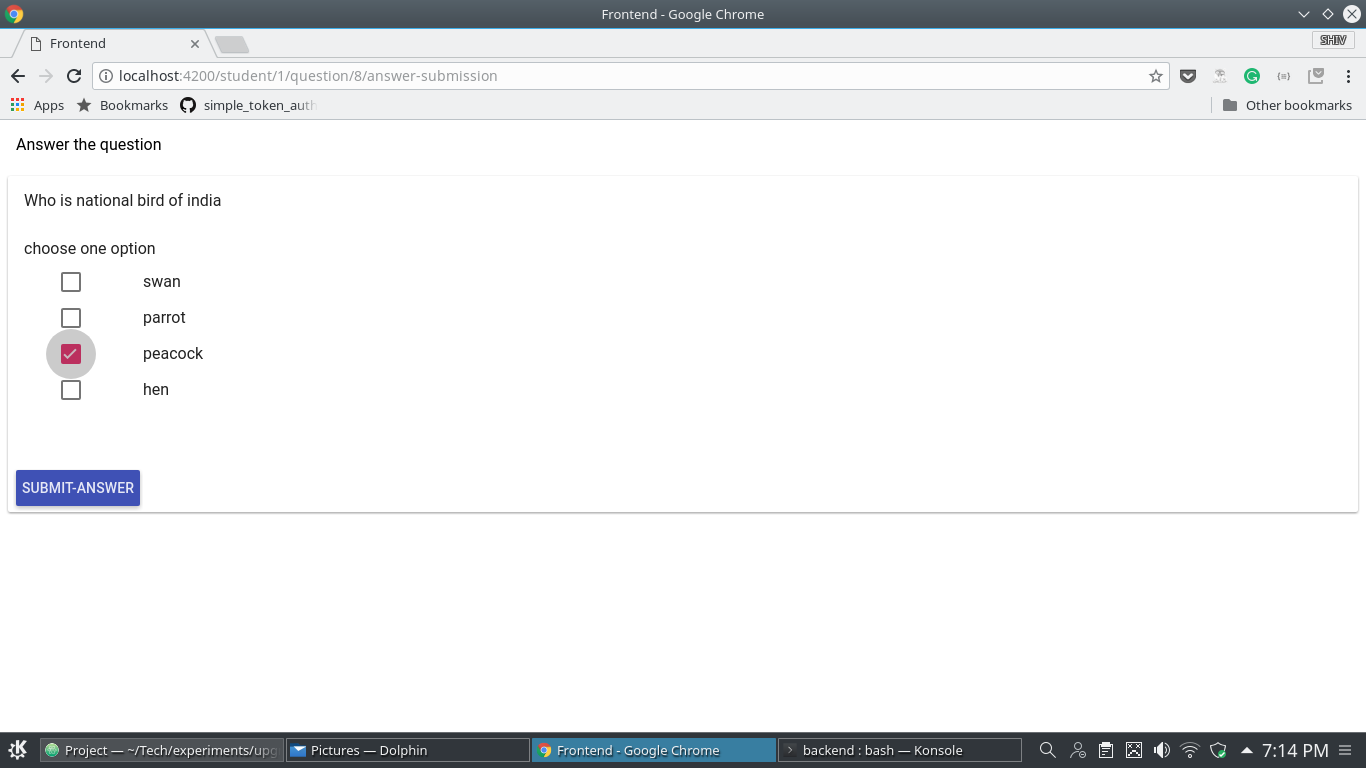 Frontend - Google Chrome
Frontend
SHIV
localhost:4200/student/1/question/8/answer-submission
Apps
Bookmarks
simple_token_auth
Other bookmarks
Answer the question
Who is national bird of india
choose one option
swan
parrot
peacock
hen
SUBMIT-ANSWER
Project — ~/Tech/experiments/upg
Pictures — Dolphin
Frontend - Google Chrome
backend : bash — Konsole
7:14 PM